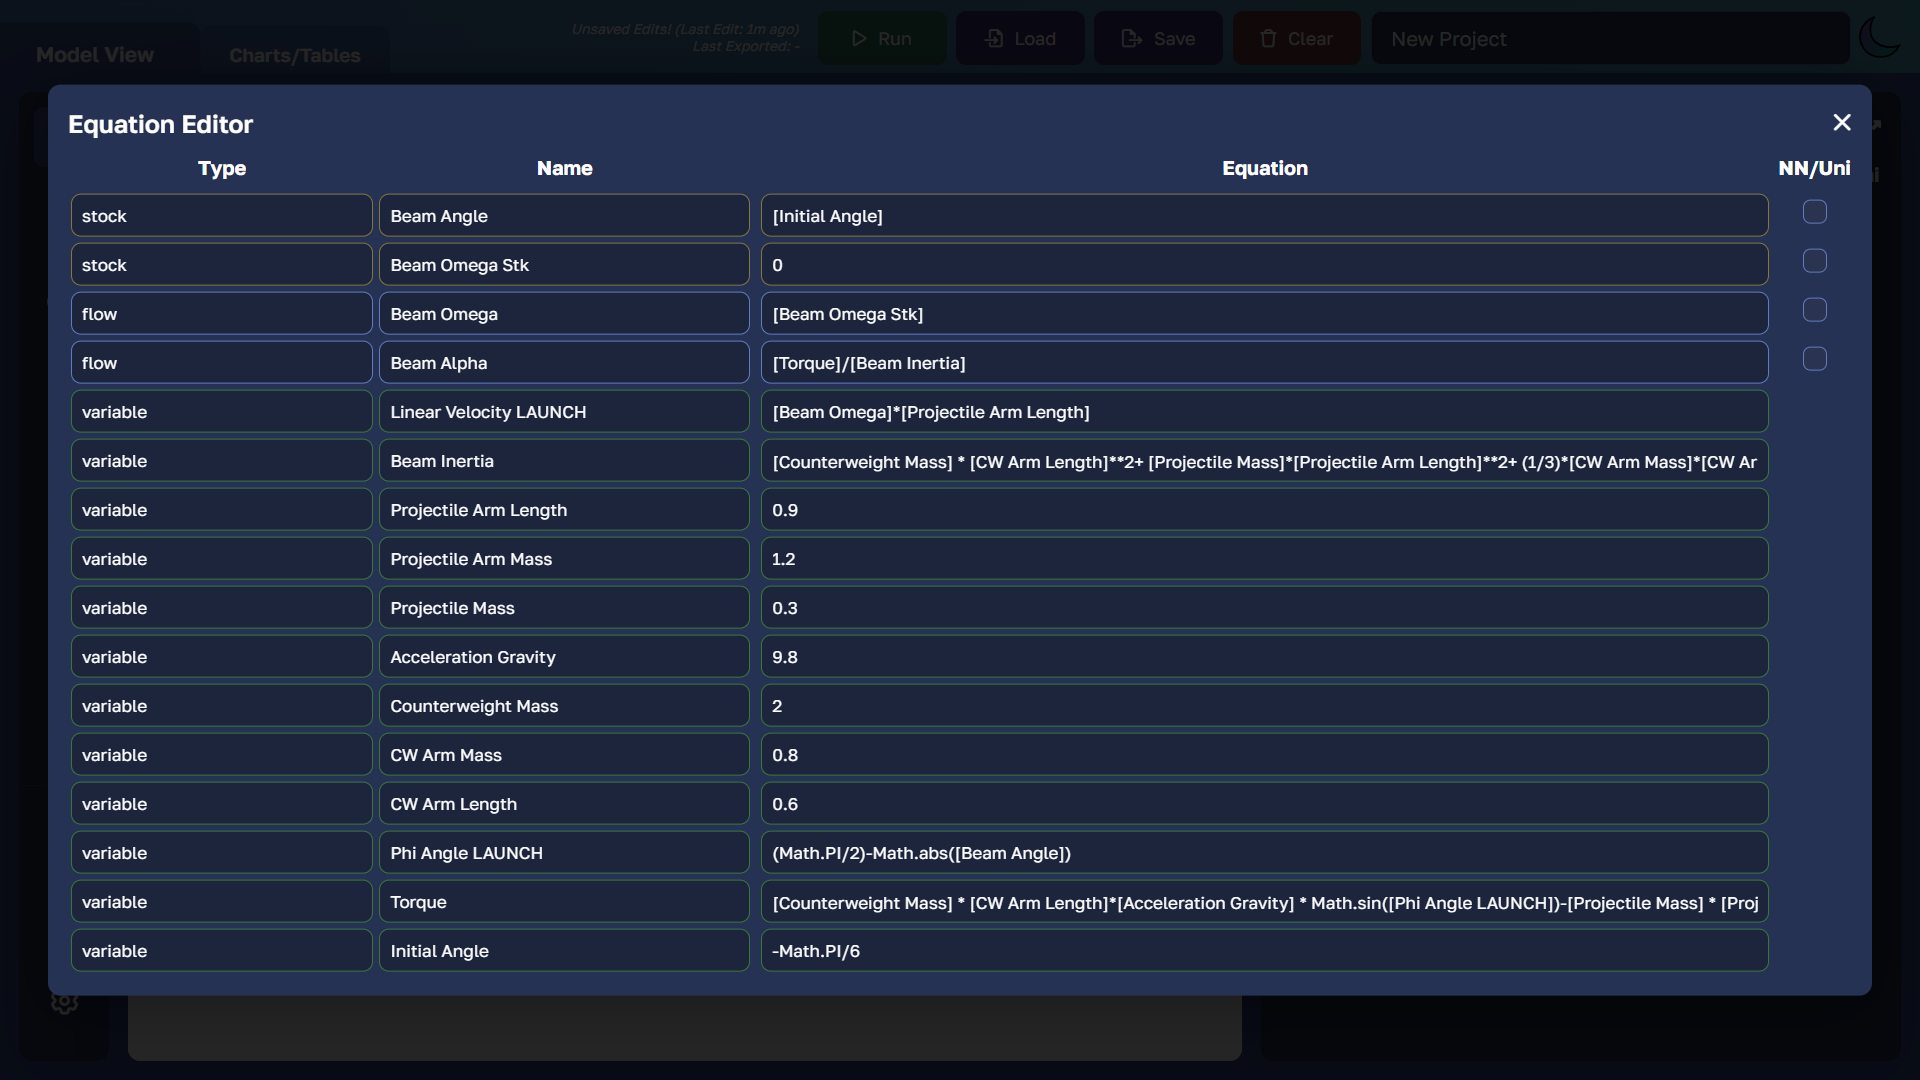 Model View
Charts/Tables
Unsaved Edits! (Last Edit: 1m ago)
Last Exported: -
Run
Load
Save
Clear
New Project
Equation Editor
Type Name Equation NN/Uni
stock Beam Angle [Initial Angle]
stock Beam Omega Stk 0
flow Beam Omega [Beam Omega Stk]
flow Beam Alpha [Torque]/[Beam Inertia]
variable Linear Velocity LAUNCH [Beam Omega]*[Projectile Arm Length]
variable Beam Inertia [Counterweight Mass] * [CW Arm Length]**2+ [Projectile Mass]*[Projectile Arm Length]**2+ (1/3)*[CW Arm Mass]*[CW Ar
variable Projectile Arm Length 0.9
variable Projectile Arm Mass 1.2
variable Projectile Mass 0.3
variable Acceleration Gravity 9.8
variable Counterweight Mass 2
variable CW Arm Mass 0.8
variable CW Arm Length 0.6
variable Phi Angle LAUNCH (Math.PI/2)-Math.abs([Beam Angle])
variable Torque [Counterweight Mass] * [CW Arm Length]*[Acceleration Gravity] * Math.sin([Phi Angle LAUNCH])-[Projectile Mass] * [Proj
variable Initial Angle -Math.PI/6